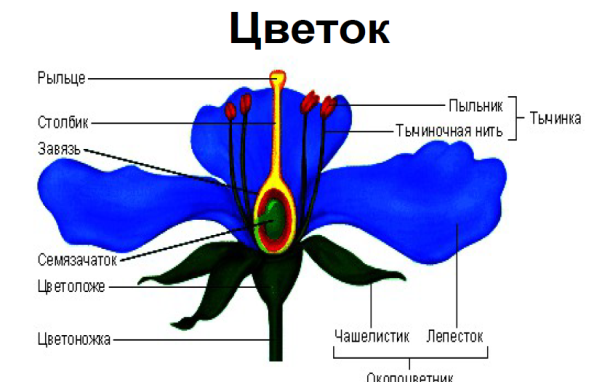 Цветок
Рыльце
Столбик
Завязь
Семязачаток
Цветоложе
Цветоножка
Пыльник
Тычиночная нить
Тычинка
Чашелистик
Лепесток
Околоцветник